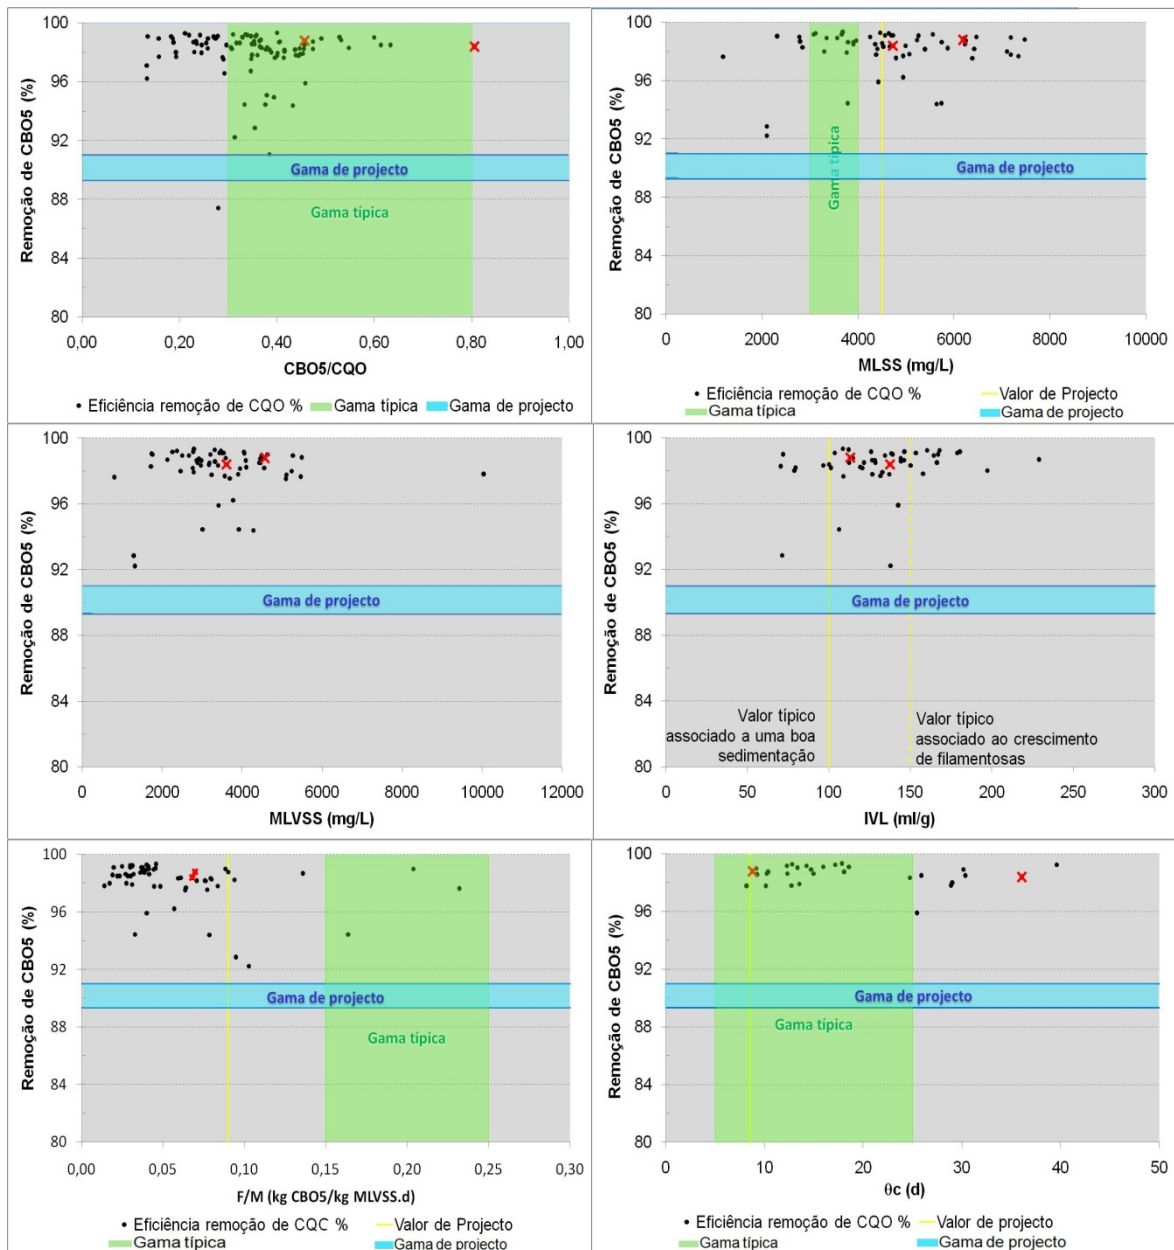 100
96
92
88
84
80
Remoção de CBO5 (%)
Gama de projecto
Gama típica
0,00 0,20 0,40 0,60 0,80 1,00
CBO5/CQO
• Eficiência remoção de CQO % Gama típica Gama de projecto
100
96
92
88
84
80
Remoção de CBO5 (%)
Gama típica
Gama de projecto
0 2000 4000 6000 8000 10000
MLSS (mg/L)
• Eficiência remoção de CQO % Valor de Projecto
Gama típica Gama de projecto
100
96
92
88
84
80
Remoção de CBO5 (%)
Gama de projecto
0 2000 4000 6000 8000 10000 12000
MLVSS (mg/L)
100
96
92
88
84
80
Remoção de CBO5 (%)
Gama de projecto
Valor típico
associado a uma boa
sedimentação
Valor típico
associado ao crescimento
de filamentosas
0 50 100 150 200 250 300
IVL (ml/g)
100
96
92
88
84
80
Remoção de CBO5 (%)
Gama de projecto
Gama típica
0,00 0,05 0,10 0,15 0,20 0,25 0,30
F/M (kg CBO5/kg MLVSS.d)
• Eficiência remoção de CQC % Valor de Projecto
Gama típica Gama de projecto
100
96
92
88
84
80
Remoção de CBO5 (%)
Gama de projecto
Gama típica
0 10 20 30 40 50
θc (d)
• Eficiência remoção de CQO % Valor de projecto
Gama típica Gama de projecto